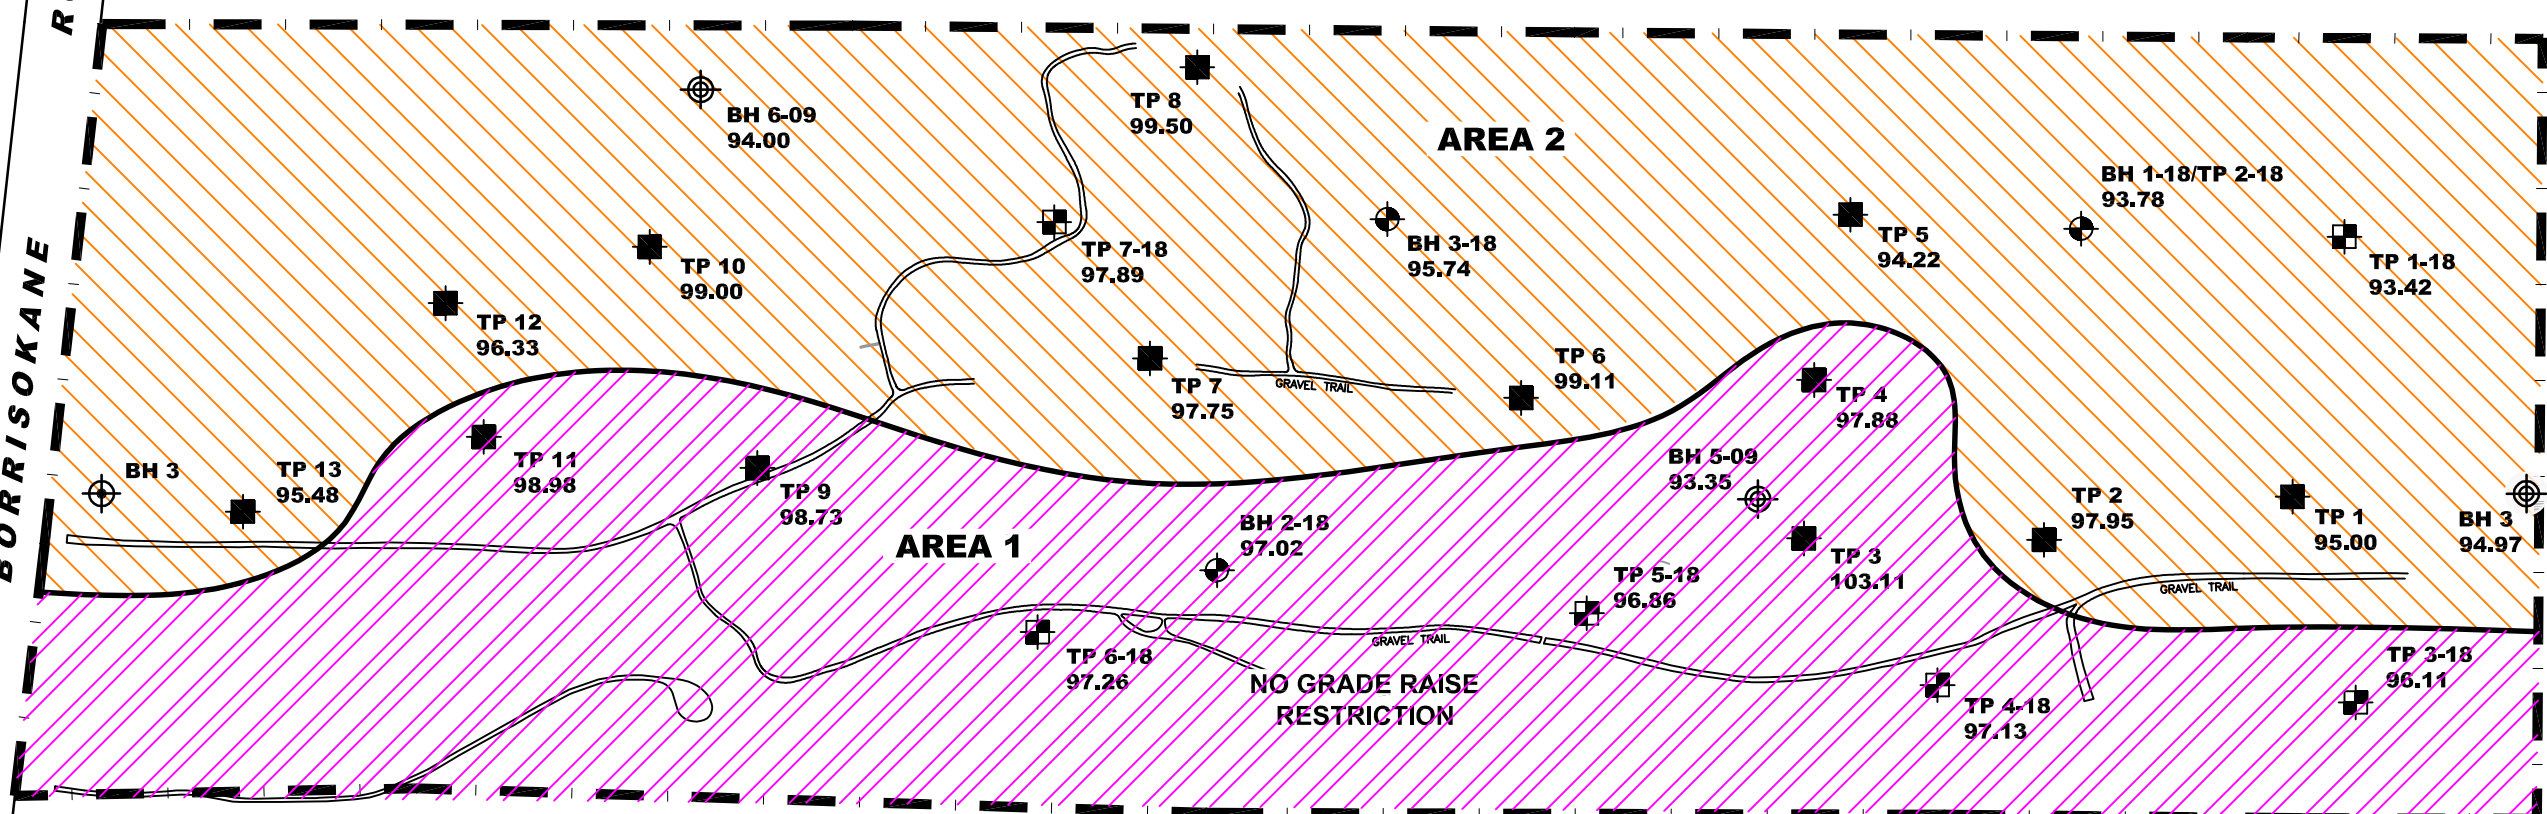 BORRISOKANE
BH 6-09
94.00
TP 8
99.50
AREA 2
BH 1-18/TP 2-18
93.78
TP 10
99.00
TP 7-18
97.89
BH 3-18
95.74
TP 5
94.22
TP 1-18
93.42
TP 12
96.33
TP 7
97.75
GRAVEL TRAIL
TP 6
99.11
TP 4
97.88
BH 3
TP 13
95.48
TP 11
98.98
TP 9
98.73
AREA 1
BH 2-18
97.02
BH 5-09
93.35
TP 3
103.11
TP 2
97.95
TP 1
95.00
BH 3
94.97
TP 5-18
96.86
GRAVEL TRAIL
TP 6-18
97.26
GRAVEL TRAIL
NO GRADE RAISE
RESTRICTION
TP 4-18
97.13
TP 3-18
96.11